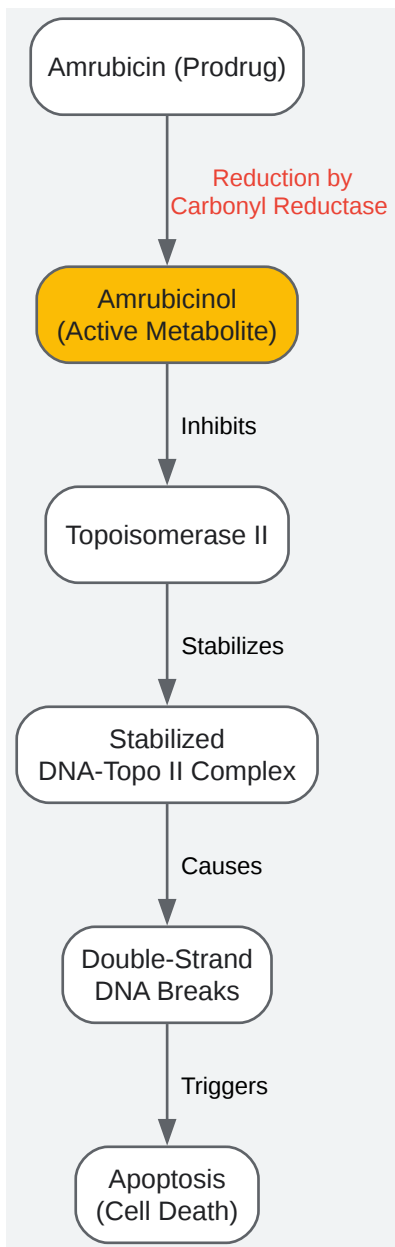 Amrubicin (Prodrug)
Reduction by
Carbonyl Reductase
Amrubicinol
(Active Metabolite)
Inhibits
Topoisomerase II
Stabilizes
Stabilized
DNA-Topo II Complex
Causes
Double-Strand
DNA Breaks
Triggers
Apoptosis
(Cell Death)